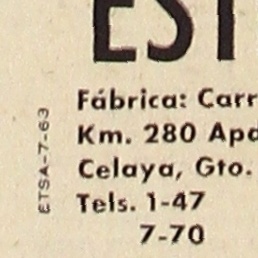 EST
Fábrica: Carr
Km. 280 Apd
Celaya, Gto.
Tels. 1-47
7-70
ETSA-7-63